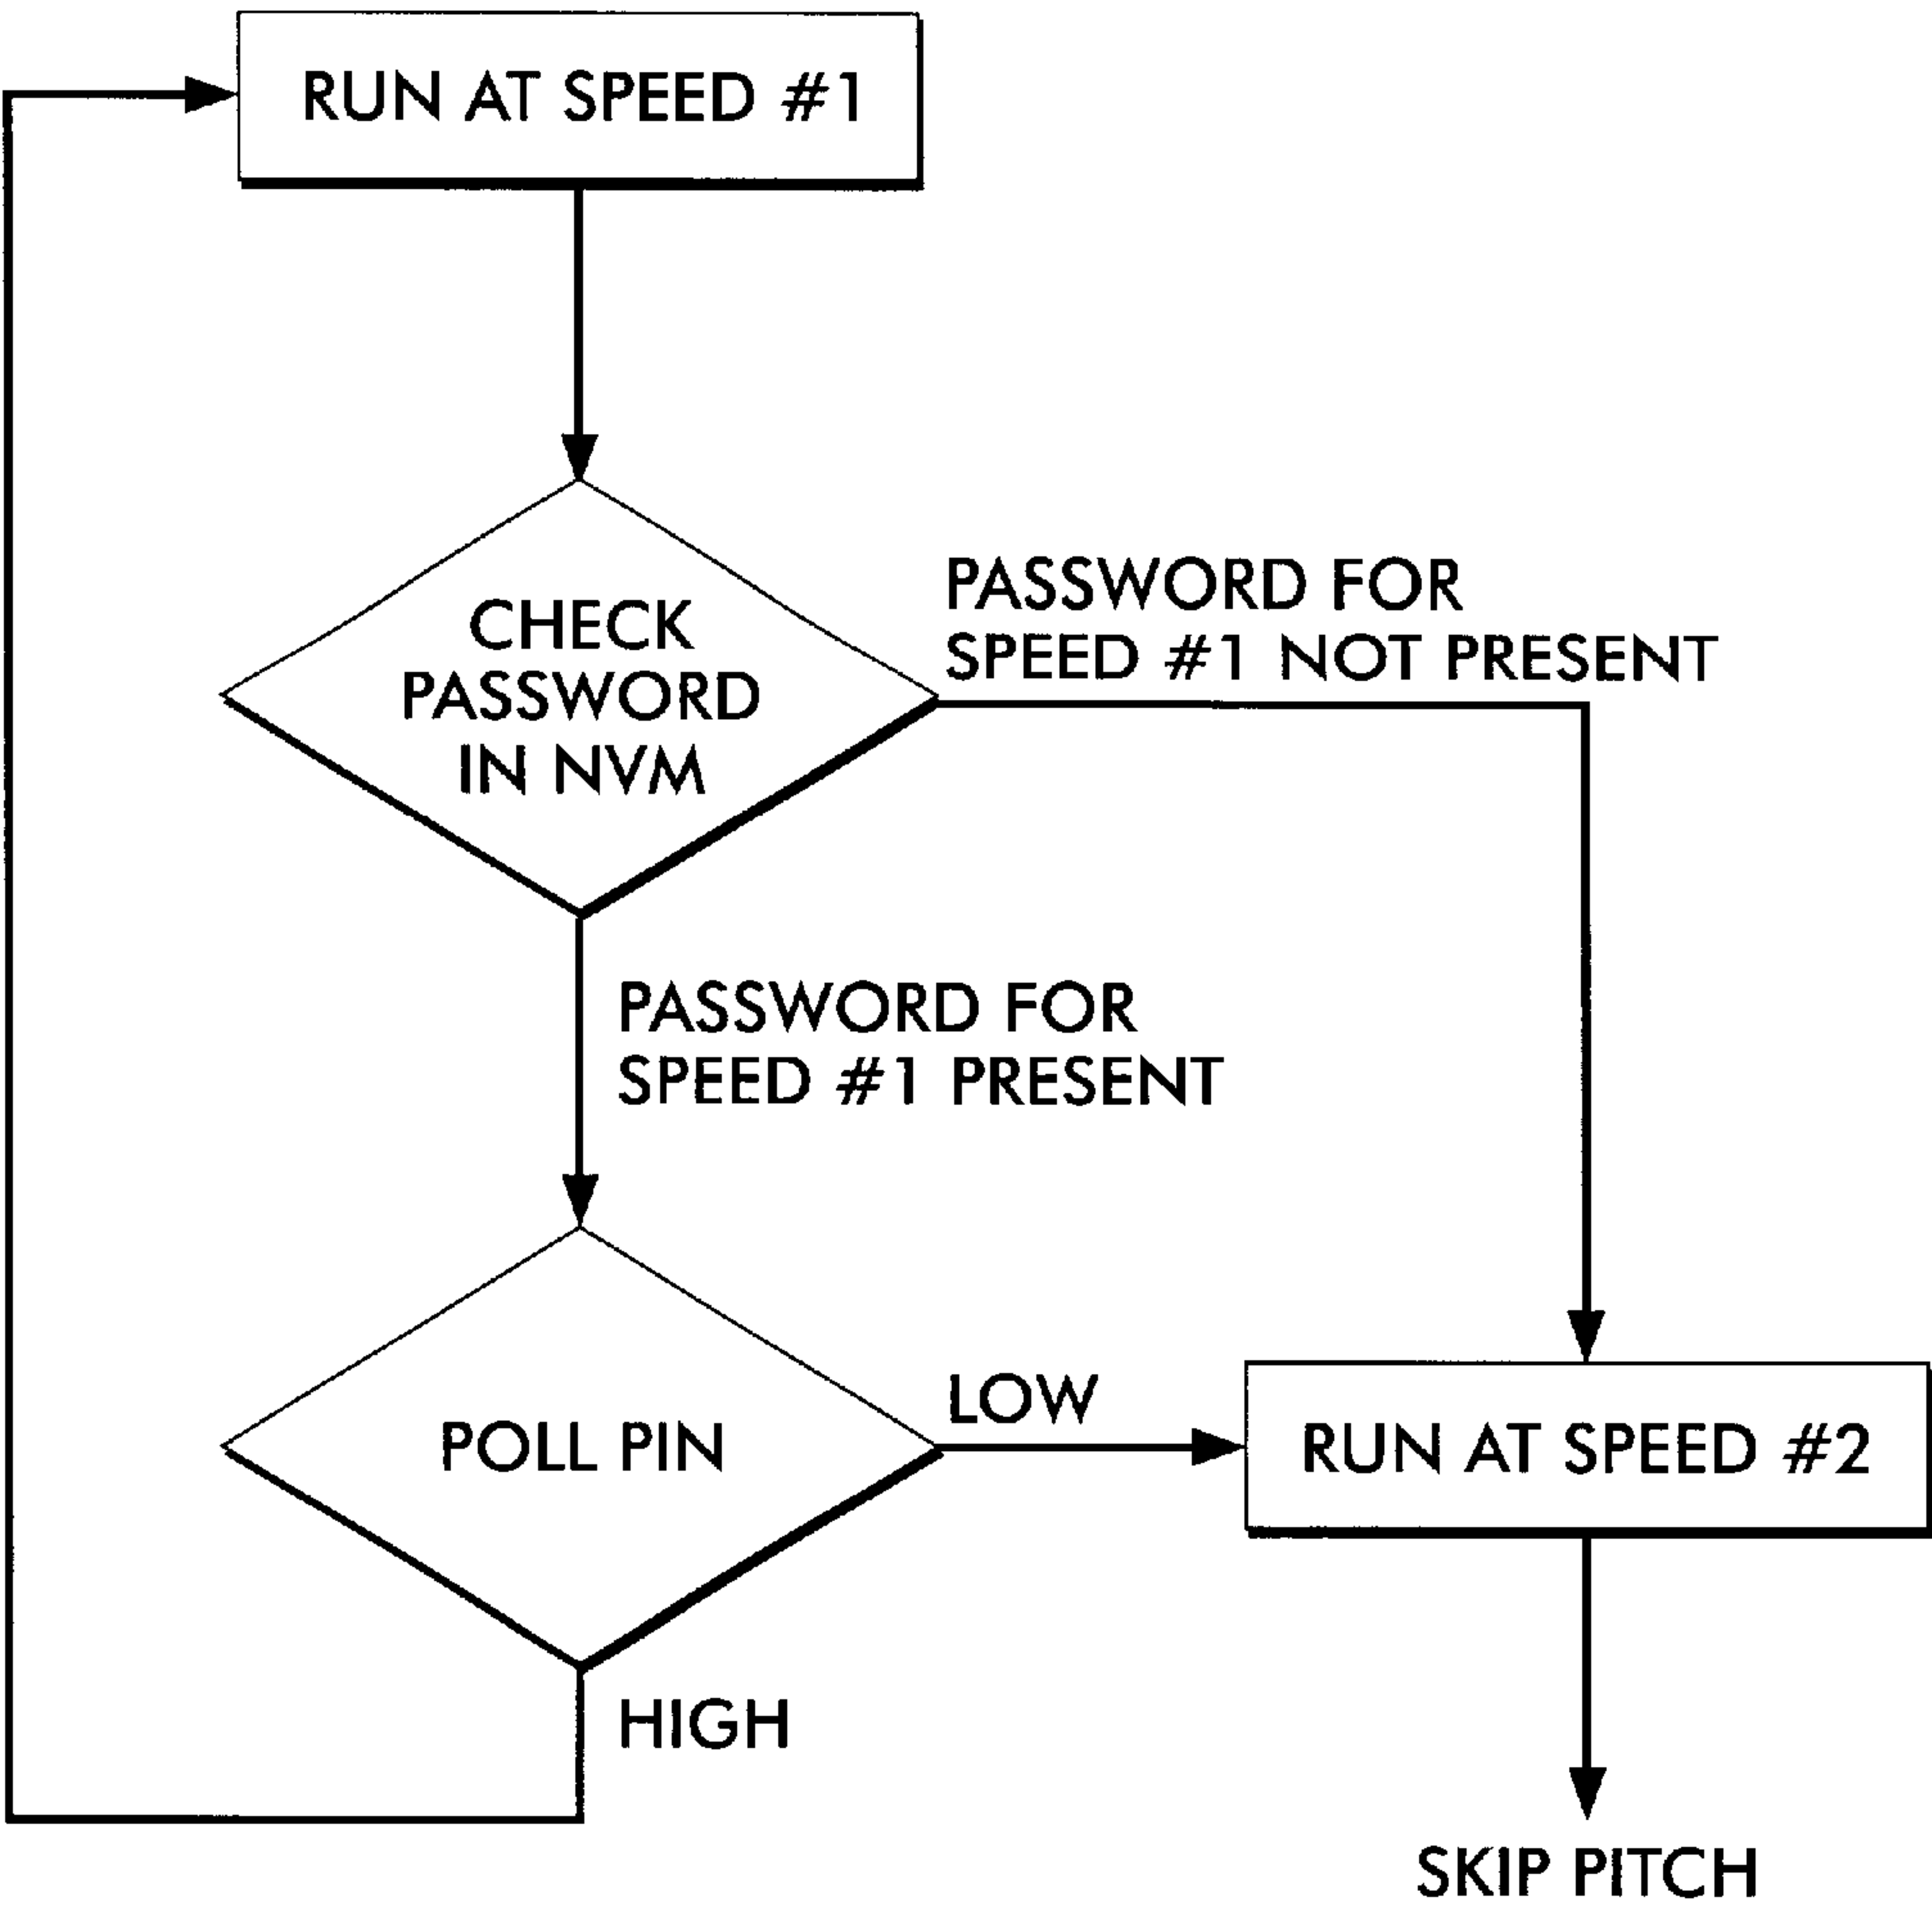 RUN AT SPEED #1
CHECK
PASSWORD
IN NVM
PASSWORD FOR
SPEED #1 NOT PRESENT
PASSWORD FOR
SPEED #1 PRESENT
POLL PIN
LOW
RUN AT SPEED #2
HIGH
SKIP PITCH